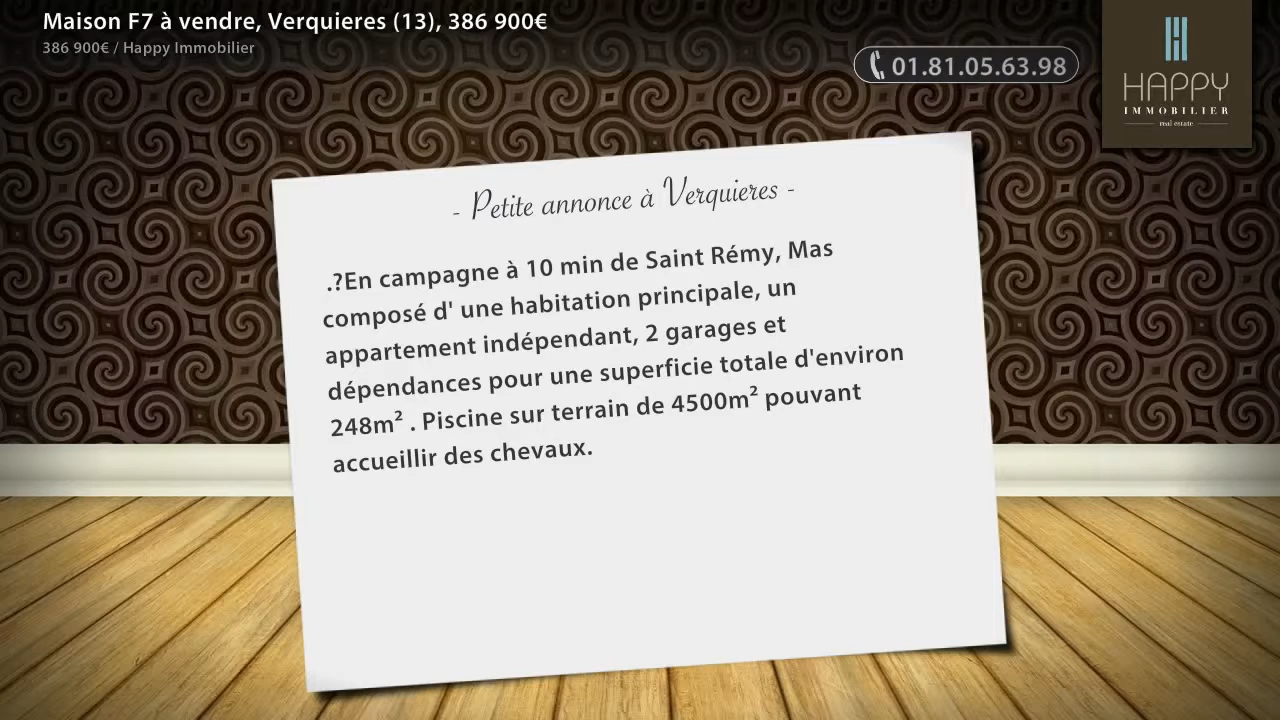 Maison F7 à vendre, Verquieres (13), 386 900€
386 900€ / Happy Immobilier
01.81.05.63.98
HAPPY
IMMOBILIER
real estate
- Petite annonce à Verquieres -
.?En campagne à 10 min de Saint Rémy, Mas
composé d' une habitation principale, un
appartement indépendant, 2 garages et
dépendances pour une superficie totale d'environ
248m² . Piscine sur terrain de 4500m² pouvant
accueillir des chevaux.